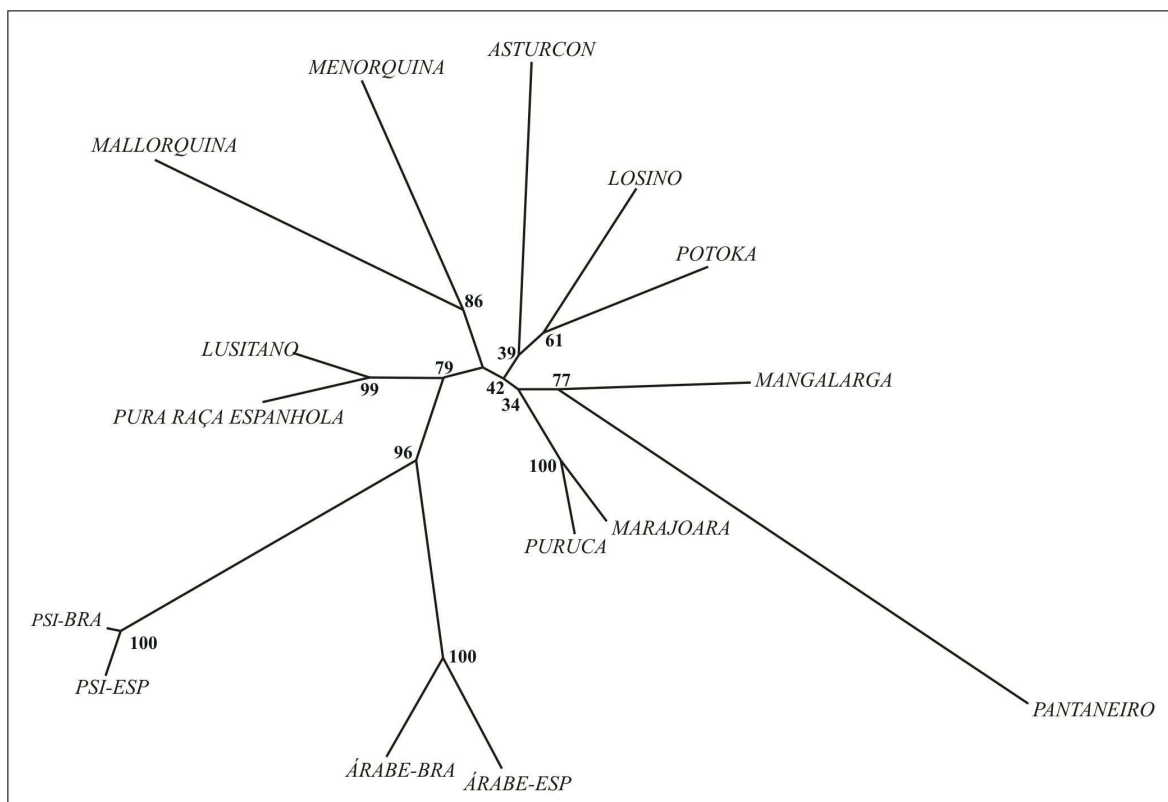 ASTURCON
MENORQUINA
MALLORQUINA
LOSINO
POTOKA
86
39
61
LUSITANO
79
42
77
MANGALARGA
99
34
PURA RAÇA ESPANHOLA
96
100
MARAJOARA
PURUCA
PSI-BRA
100
100
PSI-ESP
PANTANEIRO
ÁRABE-BRA
ÁRABE-ESP